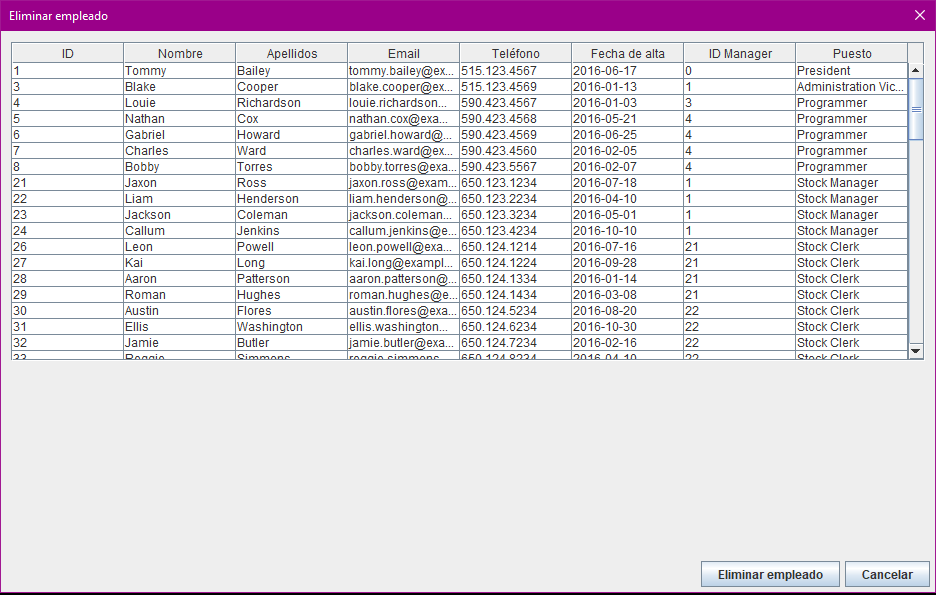 Eliminar empleado
ID Nombre Apellidos Email Teléfono Fecha de alta ID Manager Puesto
1 Tommy Bailey tommy.bailey@ex... 515.123.4567 2016-06-17 0 President
3 Blake Cooper blake.cooper@ex... 515.123.4569 2016-01-13 1 Administration Vic...
4 Louie Richardson louie.richardson... 590.423.4567 2016-01-03 3 Programmer
5 Nathan Cox nathan.cox@exa... 590.423.4568 2016-05-21 4 Programmer
6 Gabriel Howard gabriel.howard@... 590.423.4569 2016-06-25 4 Programmer
7 Charles Ward charles.ward@ex... 590.423.4560 2016-02-05 4 Programmer
8 Bobby Torres bobby.torres@exa... 590.423.5567 2016-02-07 4 Programmer
21 Jaxon Ross jaxon.ross@exam... 650.123.1234 2016-07-18 1 Stock Manager
22 Liam Henderson liam.henderson@... 650.123.2234 2016-04-10 1 Stock Manager
23 Jackson Coleman jackson.coleman... 650.123.3234 2016-05-01 1 Stock Manager
24 Callum Jenkins callum.jenkins@e... 650.123.4234 2016-10-10 1 Stock Manager
26 Leon Powell leon.powell@exa... 650.124.1214 2016-07-16 21 Stock Clerk
27 Kai Long kai.long@exampl... 650.124.1224 2016-09-28 21 Stock Clerk
28 Aaron Patterson aaron.patterson@... 650.124.1334 2016-01-14 21 Stock Clerk
29 Roman Hughes roman.hughes@e... 650.124.1434 2016-03-08 21 Stock Clerk
30 Austin Flores austin.flores@exa... 650.124.5234 2016-08-20 22 Stock Clerk
31 Ellis Washington ellis.washington... 650.124.6234 2016-10-30 22 Stock Clerk
32 Jamie Butler jamie.butler@exa... 650.124.7234 2016-02-16 22 Stock Clerk
33 Reggie Simmons reggie.simmons... 650.124.8234 2016-04-10 22 Stock Clerk
Eliminar empleado Cancelar